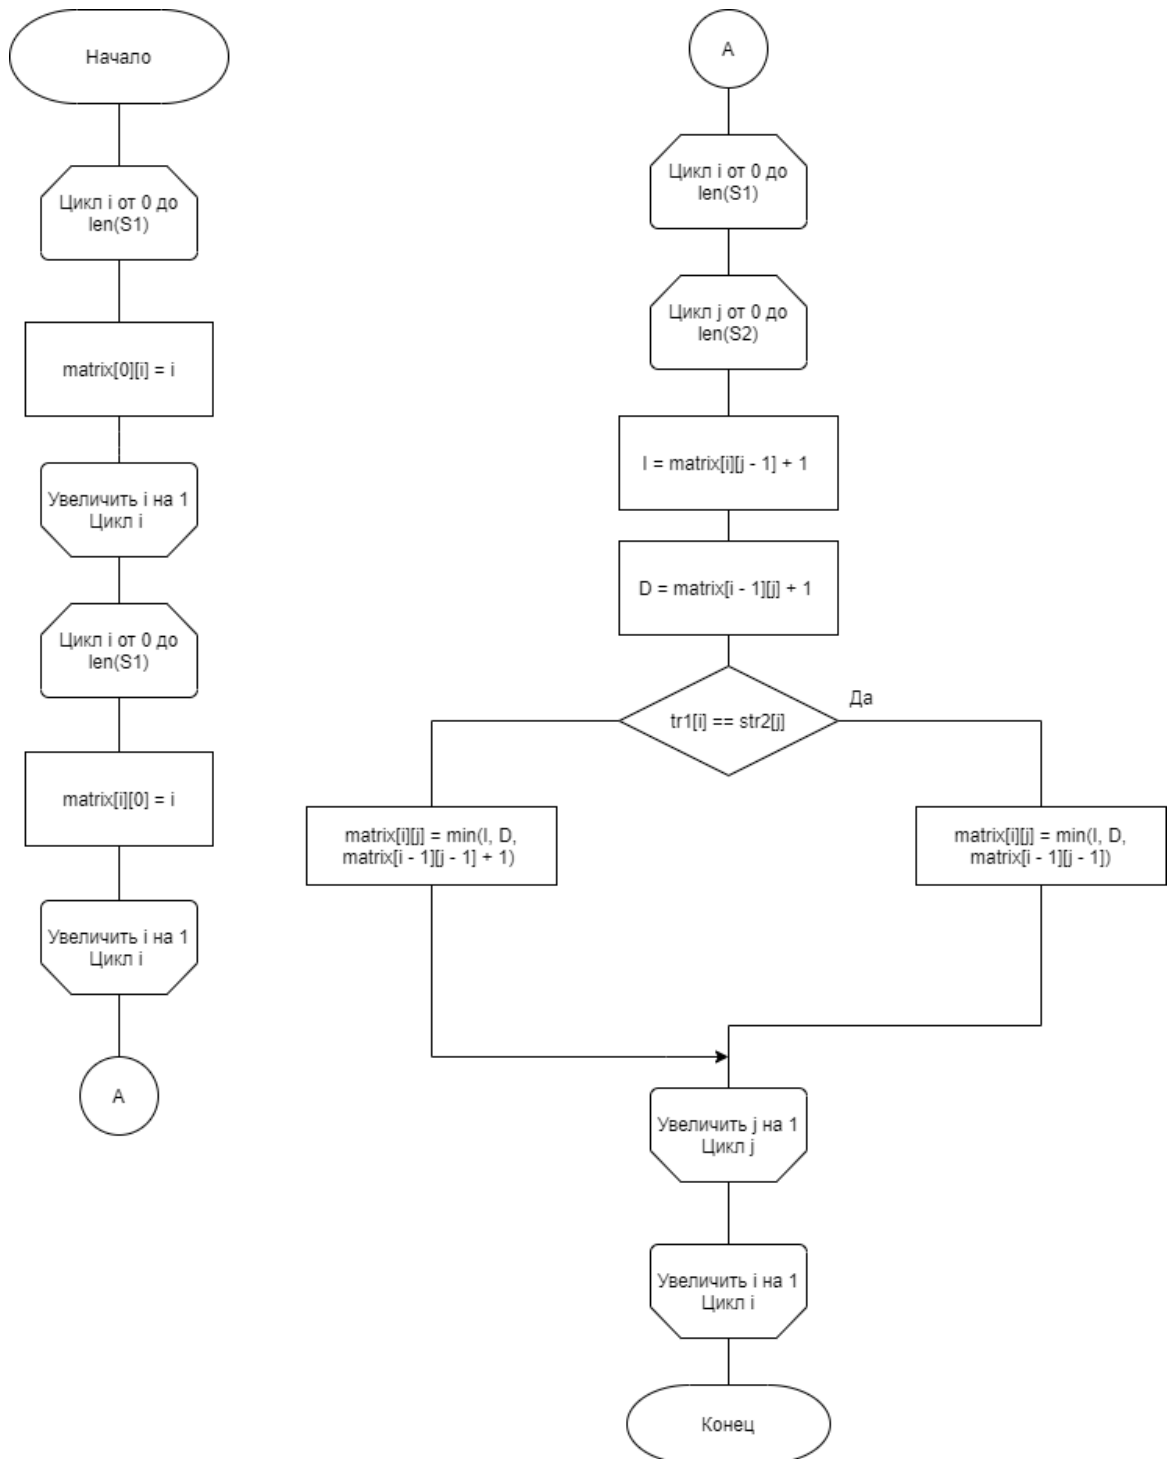 Начало
Цикл i от 0 до
len(S1)
matrix[0][i] = i
Увеличить i на 1
Цикл i
Цикл i от 0 до
len(S1)
matrix[i][0] = i
Увеличить i на 1
Цикл i
A
A
Цикл i от 0 до
len(S1)
Цикл j от 0 до
len(S2)
I = matrix[i][j - 1] + 1
D = matrix[i - 1][j] + 1
tr1[i] == str2[j]
Да
matrix[i][j] = min(I, D,
matrix[i - 1][j - 1] + 1)
matrix[i][j] = min(I, D,
matrix[i - 1][j - 1])
Увеличить j на 1
Цикл j
Увеличить i на 1
Цикл i
Конец